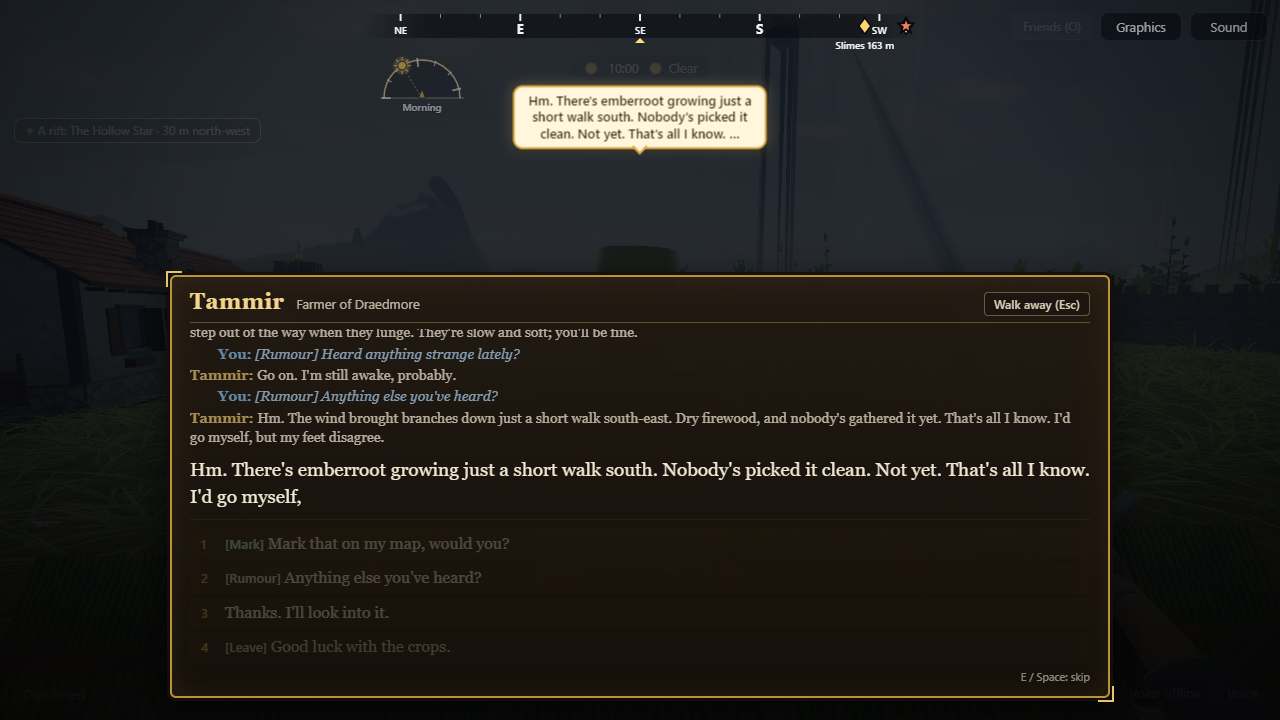 NE E SE S SW
Slimes 163 m
Friends (O) Graphics Sound
10:00 Clear
Morning
A rift: The Hollow Star - 30 m north-west
Hm. There's emberroot growing just a
short walk south. Nobody's picked it
clean. Not yet. That's all I know. ...
Tammir Farmer of Draedmore Walk away (Esc)
step out of the way when they lunge. They're slow and soft; you'll be fine.
You: [Rumour] Heard anything strange lately?
Tammir: Go on. I'm still awake, probably.
You: [Rumour] Anything else you've heard?
Tammir: Hm. The wind brought branches down just a short walk south-east. Dry firewood, and nobody's gathered it yet. That's all I know. I'd
go myself, but my feet disagree.
Hm. There's emberroot growing just a short walk south. Nobody's picked it clean. Not yet. That's all I know.
I'd go myself,
1 [Mark] Mark that on my map, would you?
2 [Rumour] Anything else you've heard?
3 Thanks. I'll look into it.
4 [Leave] Good luck with the crops.
E / Space: skip